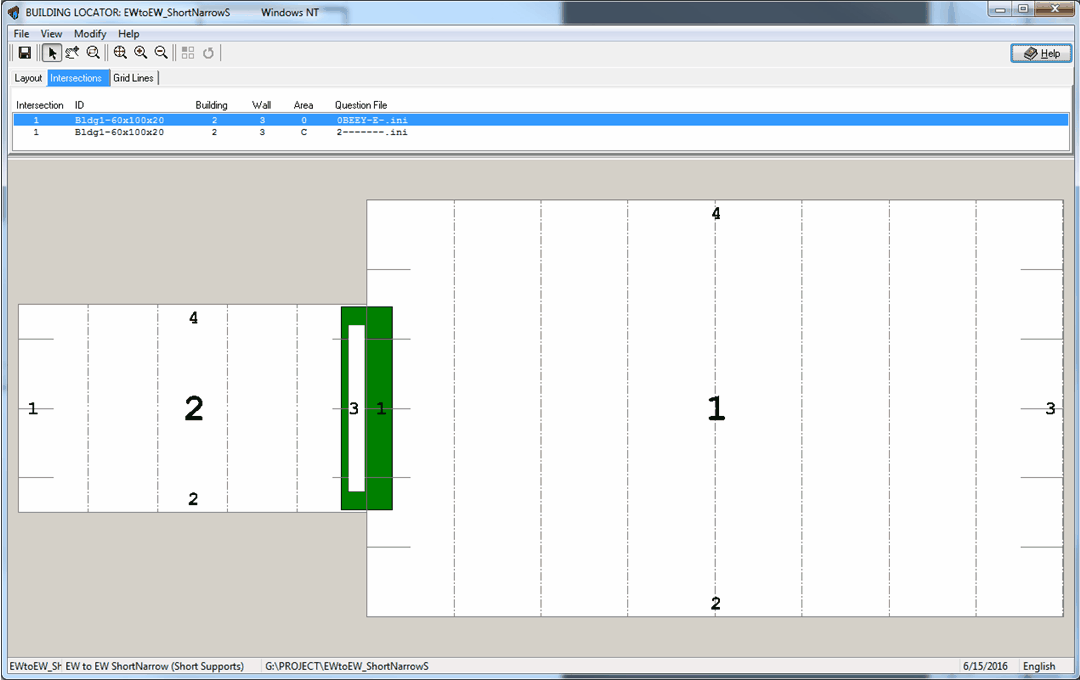 BUILDING LOCATOR: EWtoEW_ShortNarrowS Windows NT
File View Modify Help
Help
Layout Intersections Grid Lines
Intersection ID Building Wall Area Question File
1 Bldg1-60x100x20 2 3 0 0BEEY-E-.ini
1 Bldg1-60x100x20 2 3 C 2-------.ini
4
4
1 2 3 1 1 3
2
2
EWtoEW_SH EW to EW ShortNarrow (Short Supports) G:\PROJECT\EWtoEW_ShortNarrowS 6/15/2016 English